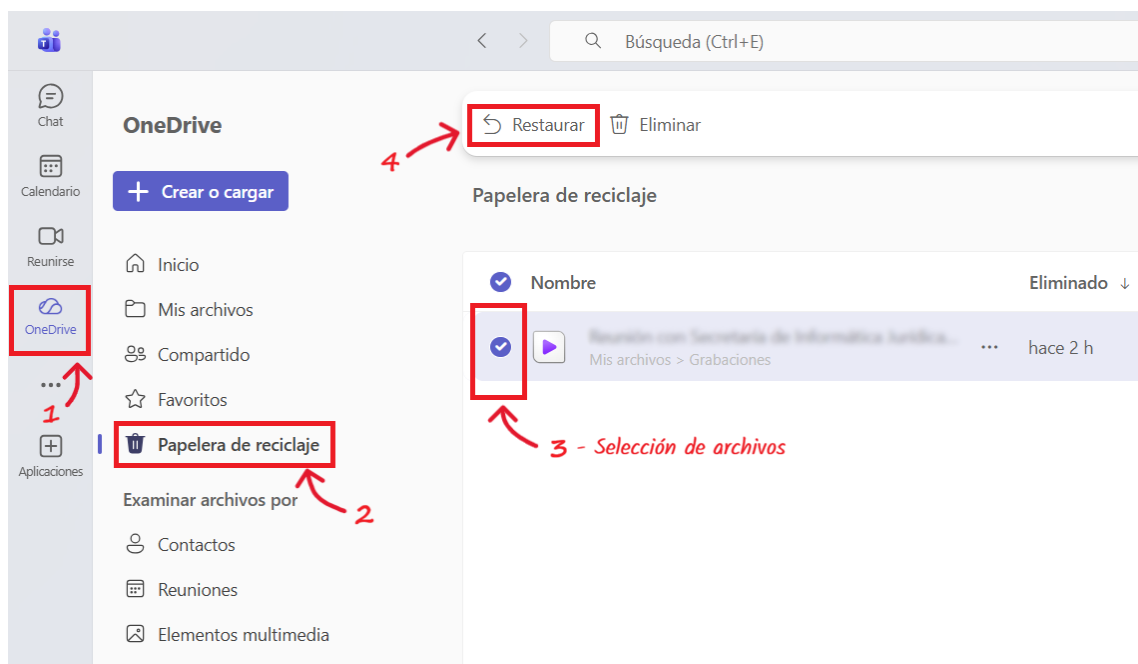 Búsqueda (Ctrl+E)
Chat
Calendario
Reunirse
OneDrive
1
Aplicaciones
OneDrive
Crear o cargar
Inicio
Mis archivos
Compartido
Favoritos
Papelera de reciclaje
2
Examinar archivos por
Contactos
Reuniones
Elementos multimedia
4
Restaurar
Eliminar
Papelera de reciclaje
Nombre
Eliminado ↓
Mis archivos > Grabaciones
hace 2 h
3 - Selección de archivos